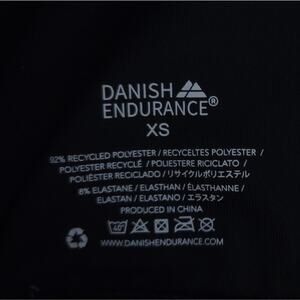 DANISH
ENDURANCE®
XS
92% RECYCLED POLYESTER / RECYCELTES POLYESTER /
POLYESTER RECYCLÉ / POLIESTERE RICICLATO /
POLIÉSTER RECICLADO / リサイクルポリエステル
8% ELASTANE / ELASTHAN / ÉLASTHANNE /
ELASTAN / ELASTANO / エラスタン
PRODUCED IN CHINA
40°
WWW.DANISHENDURANCE.COM